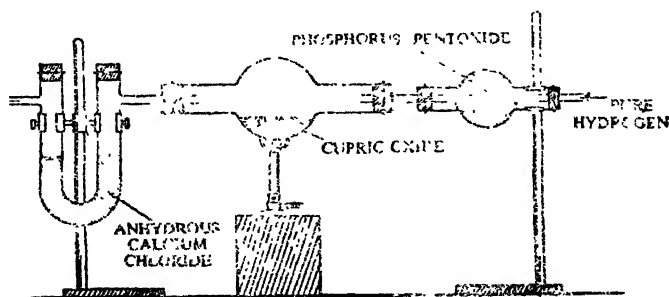 PHOSPHORUS PENTOXIDE
PURE
HYDROGEN
CUPRIC OXIDE
ANHYDROUS
CALCIUM
CHLORIDE